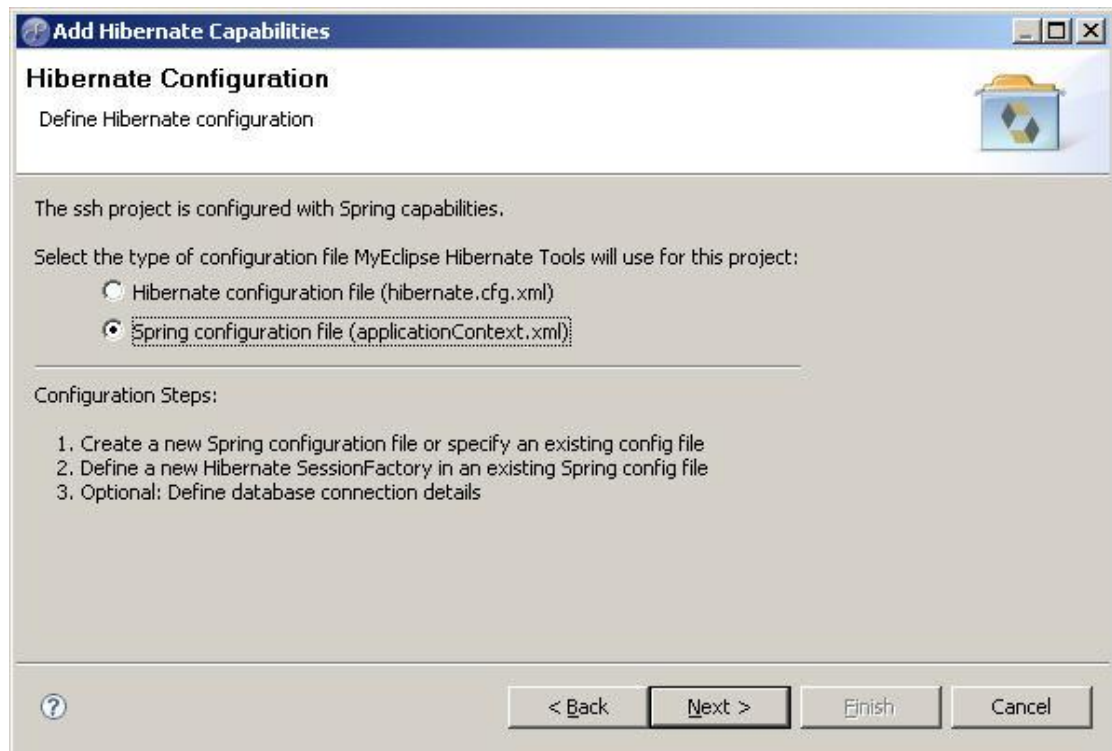 Add Hibernate Capabilities
Hibernate Configuration
Define Hibernate configuration
The ssh project is configured with Spring capabilities.
Select the type of configuration file MyEclipse Hibernate Tools will use for this project:
Hibernate configuration file (hibernate.cfg.xml)
Spring configuration file (applicationContext.xml)
Configuration Steps:
1. Create a new Spring configuration file or specify an existing config file
2. Define a new Hibernate SessionFactory in an existing Spring config file
3. Optional: Define database connection details
< Back Next > Finish Cancel